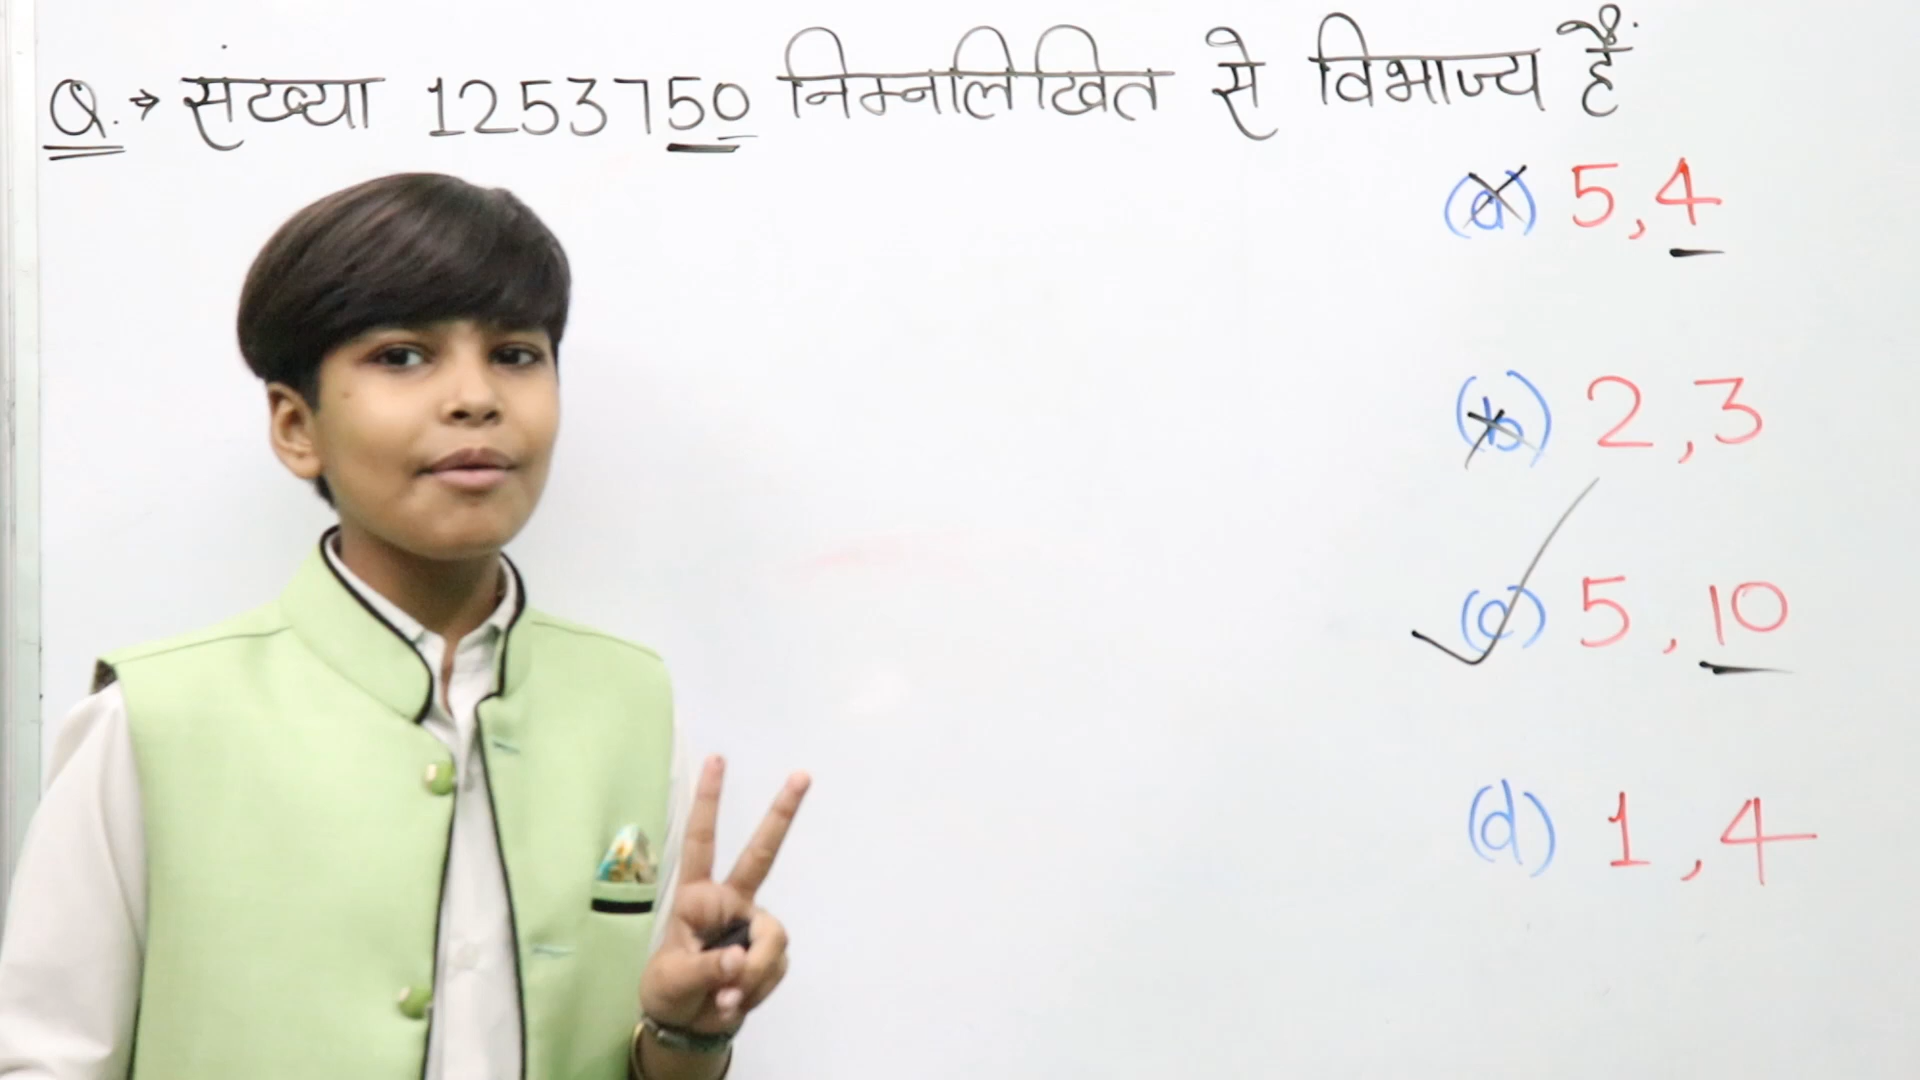 Q.→ संख्या 1253750 निम्नलिखित से विभाज्य है
(a) 5,4
(b) 2,3
(c) 5,10
(d) 1,4